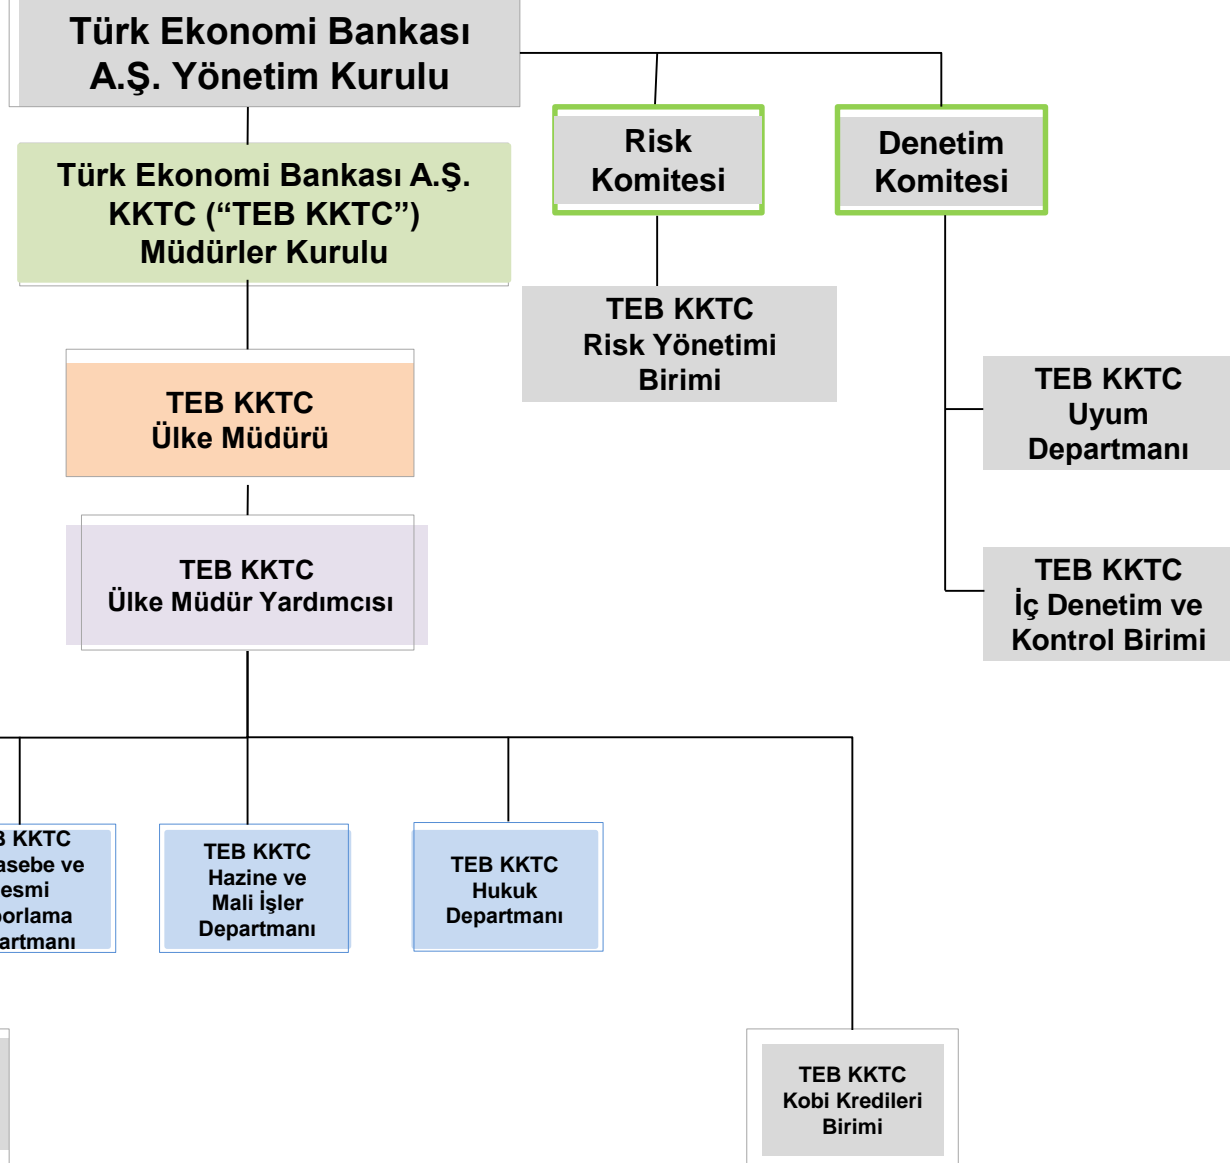 Türk Ekonomi Bankası
A.Ş. Yönetim Kurulu
Risk
Komitesi
Denetim
Komitesi
Türk Ekonomi Bankası A.Ş.
KKTC (“TEB KKTC”)
Müdürler Kurulu
TEB KKTC
Risk Yönetimi
Birimi
TEB KKTC
Ülke Müdürü
TEB KKTC
Uyum
Departmanı
TEB KKTC
Ülke Müdür Yardımcısı
TEB KKTC
İç Denetim ve
Kontrol Birimi
KKTC
ve
TEB KKTC
Hazine ve
Mali İşler
Departmanı
TEB KKTC
Hukuk
Departmanı
TEB KKTC
Kobi Kredileri
Birimi